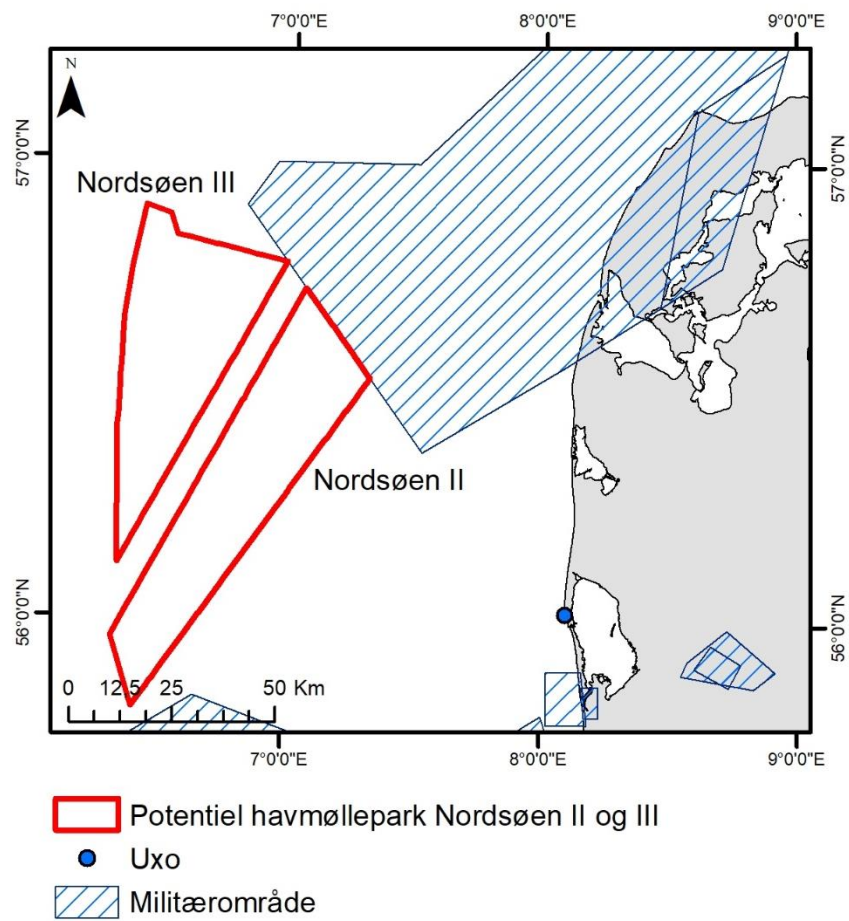 7°0'0"E 8°0'0"E 9°0'0"E
N
57°0'0"N
57°0'0"N
Nordsøen III
Nordsøen II
56°0'0"N
56°0'0"N
0 12,5 25 50 Km
7°0'0"E 8°0'0"E 9°0'0"E
Potentiel havmøllepark Nordsøen II og III
Uxo
Militærområde